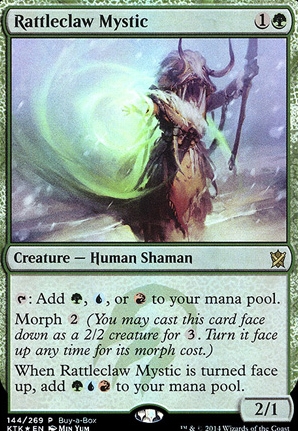 Rattleclaw Mystic 1
Creature — Human Shaman
: Add , , or to your mana pool.
Morph 2 (You may cast this card face
down as a 2/2 creature for 3. Turn it face
up any time for its morph cost.)
When Rattleclaw Mystic is turned face
up, add to your mana pool.
144/269 P Buy-a-Box
KTK MIN YUM
2/1
™ & © 2014 Wizards of the Coast